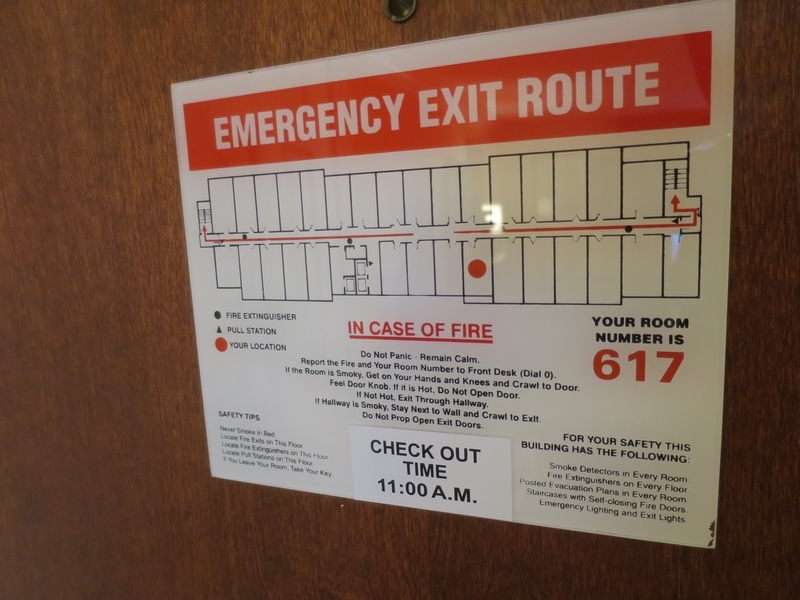 EMERGENCY EXIT ROUTE
FIRE EXTINGUISHER
PULL STATION
YOUR LOCATION
IN CASE OF FIRE
Do Not Panic - Remain Calm.
Report the Fire and Your Room Number to Front Desk (Dial 0).
If the Room is Smoky, Get on Your Hands and Knees and Crawl to Door.
Feel Door Knob. If it is Hot, Do Not Open Door.
If Not Hot, Exit Through Hallway.
If Hallway is Smoky, Stay Next to Wall and Crawl to Exit.
Do Not Prop Open Exit Doors.
YOUR ROOM
NUMBER IS
617
SAFETY TIPS
Never Smoke In Bed.
Locate Fire Exits on This Floor
Locate Fire Extinguishers on This Floor
Locate Pull Stations on This Floor
If You Leave Your Room, Take Your Key
CHECK OUT
TIME
11:00 A.M.
FOR YOUR SAFETY THIS
BUILDING HAS THE FOLLOWING:
Smoke Detectors in Every Room.
Fire Extinguishers on Every Floor
Posted Evacuation Plans in Every Room
Staircases with Self-closing Fire Doors.
Emergency Lighting and Exit Lights.